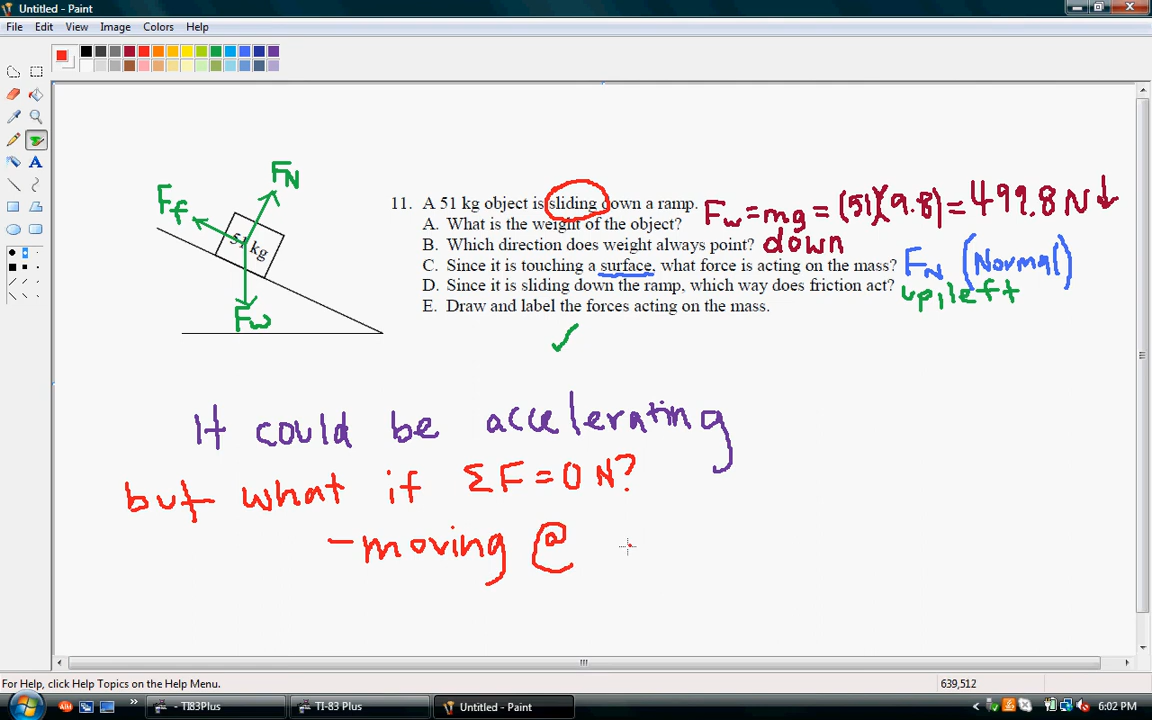 Untitled - Paint
File Edit View Image Colors Help
FN
Ff
51 kg
Fw
11. A 51 kg object is sliding down a ramp.
A. What is the weight of the object?
Fw = mg = (51)(9.8) = 499.8 N ↓
B. Which direction does weight always point? down
C. Since it is touching a surface, what force is acting on the mass? FN (Normal)
D. Since it is sliding down the ramp, which way does friction act? up, left
E. Draw and label the forces acting on the mass.
✓
It could be accelerating
but what if ΣF = 0 N?
- moving @
For Help, click Help Topics on the Help Menu.
639,512
- TI83Plus
TI-83 Plus
Untitled - Paint
6:02 PM